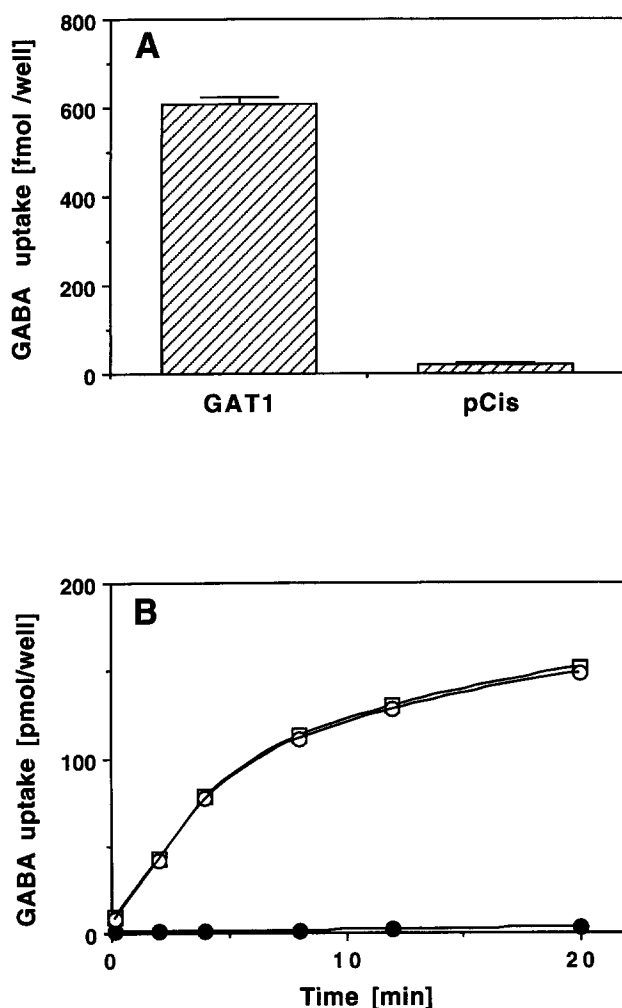 A
GABA uptake [fmol /well]
800
600
400
200
0
GAT1 pCis
B
GABA uptake [pmol/well]
200
100
0
0 10 20
Time [min]